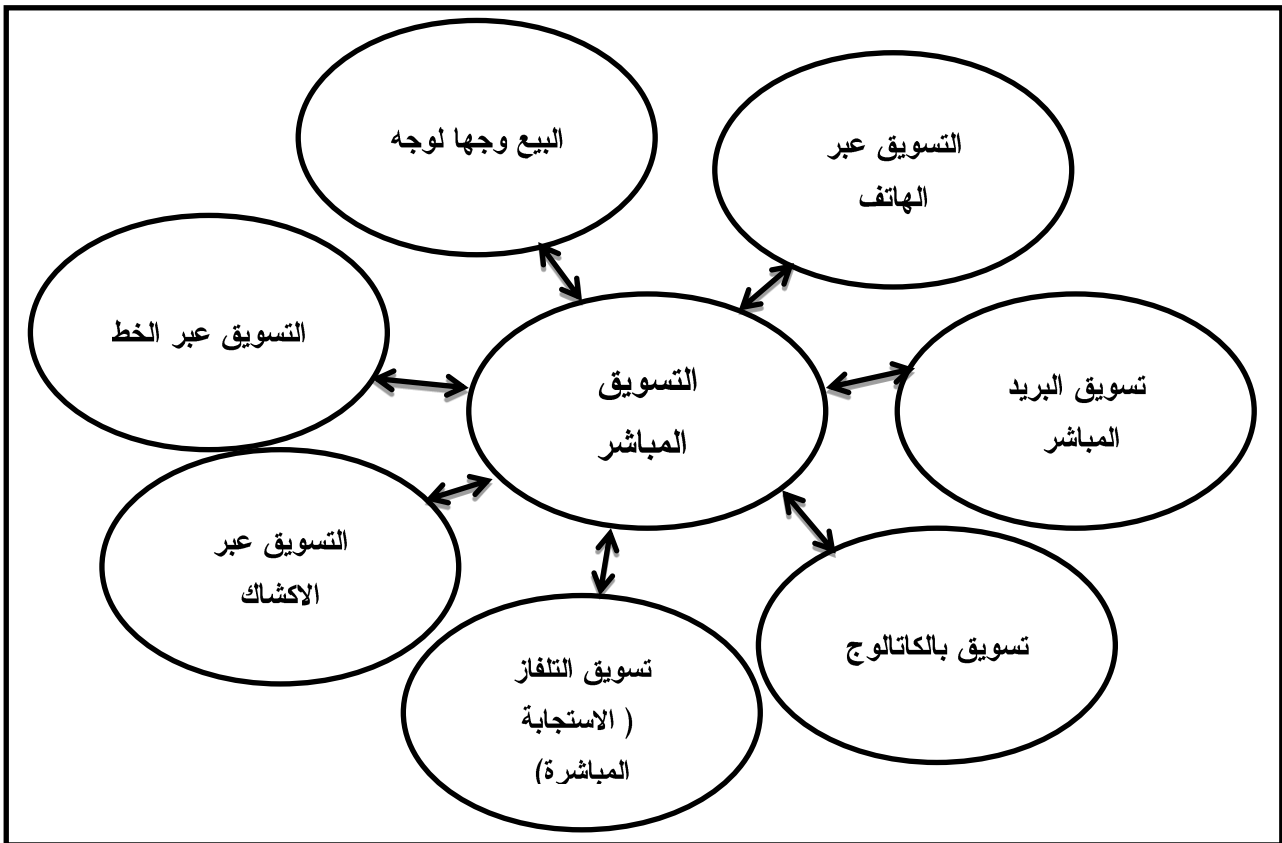 البيع وجها لوجه
التسويق عبر
الهاتف
التسويق عبر الخط
التسويق
المباشر
تسويق البريد
المباشر
التسويق عبر
الاكشاك
تسويق بالكاتالوج
تسويق التلفاز
( الاستجابة
المباشرة)